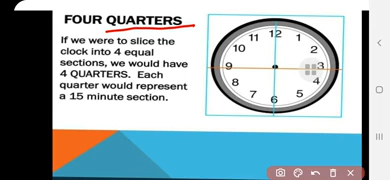 FOUR QUARTERS
If we were to slice the
clock into 4 equal
sections, we would have
4 QUARTERS. Each
quarter would represent
a 15 minute section.
11 12 1
10 2
9 3
8 4
7 6 5